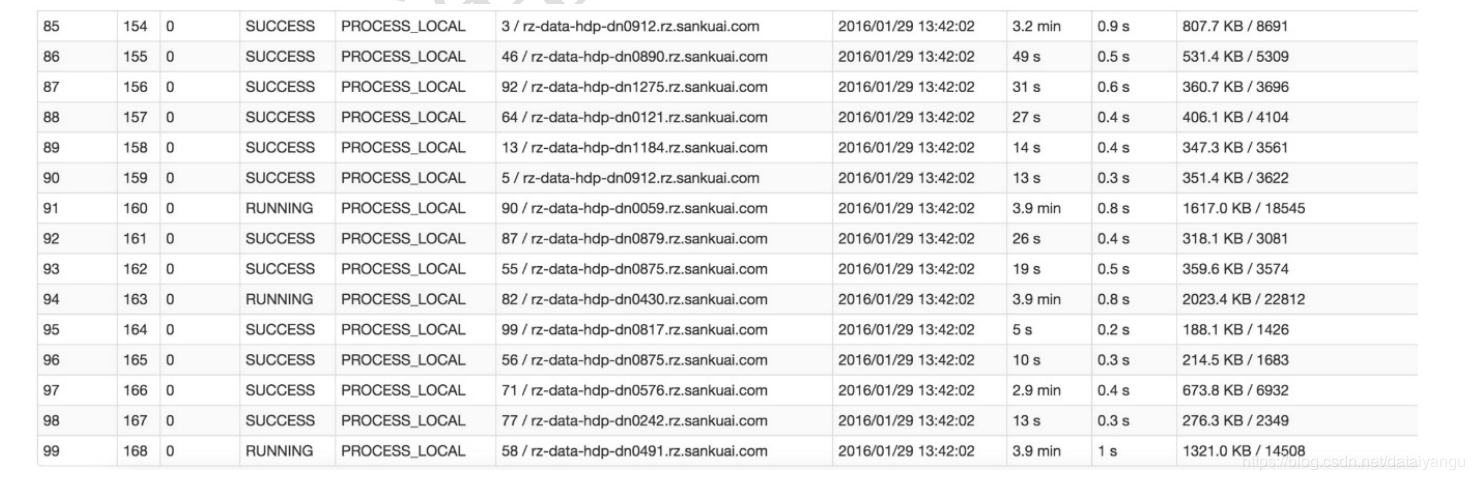 85 154 0 SUCCESS PROCESS_LOCAL 3 / rz-data-hdp-dn0912.rz.sankuai.com 2016/01/29 13:42:02 3.2 min 0.9 s 807.7 KB / 8691
86 155 0 SUCCESS PROCESS_LOCAL 46 / rz-data-hdp-dn0890.rz.sankuai.com 2016/01/29 13:42:02 49 s 0.5 s 531.4 KB / 5309
87 156 0 SUCCESS PROCESS_LOCAL 92 / rz-data-hdp-dn1275.rz.sankuai.com 2016/01/29 13:42:02 31 s 0.6 s 360.7 KB / 3696
88 157 0 SUCCESS PROCESS_LOCAL 64 / rz-data-hdp-dn0121.rz.sankuai.com 2016/01/29 13:42:02 27 s 0.4 s 406.1 KB / 4104
89 158 0 SUCCESS PROCESS_LOCAL 13 / rz-data-hdp-dn1184.rz.sankuai.com 2016/01/29 13:42:02 14 s 0.4 s 347.3 KB / 3561
90 159 0 SUCCESS PROCESS_LOCAL 5 / rz-data-hdp-dn0912.rz.sankuai.com 2016/01/29 13:42:02 13 s 0.3 s 351.4 KB / 3622
91 160 0 RUNNING PROCESS_LOCAL 90 / rz-data-hdp-dn0059.rz.sankuai.com 2016/01/29 13:42:02 3.9 min 0.8 s 1617.0 KB / 18545
92 161 0 SUCCESS PROCESS_LOCAL 87 / rz-data-hdp-dn0879.rz.sankuai.com 2016/01/29 13:42:02 26 s 0.4 s 318.1 KB / 3081
93 162 0 SUCCESS PROCESS_LOCAL 55 / rz-data-hdp-dn0875.rz.sankuai.com 2016/01/29 13:42:02 19 s 0.5 s 359.6 KB / 3574
94 163 0 RUNNING PROCESS_LOCAL 82 / rz-data-hdp-dn0430.rz.sankuai.com 2016/01/29 13:42:02 3.9 min 0.8 s 2023.4 KB / 22812
95 164 0 SUCCESS PROCESS_LOCAL 99 / rz-data-hdp-dn0817.rz.sankuai.com 2016/01/29 13:42:02 5 s 0.2 s 188.1 KB / 1426
96 165 0 SUCCESS PROCESS_LOCAL 56 / rz-data-hdp-dn0875.rz.sankuai.com 2016/01/29 13:42:02 10 s 0.3 s 214.5 KB / 1683
97 166 0 SUCCESS PROCESS_LOCAL 71 / rz-data-hdp-dn0576.rz.sankuai.com 2016/01/29 13:42:02 2.9 min 0.4 s 673.8 KB / 6932
98 167 0 SUCCESS PROCESS_LOCAL 77 / rz-data-hdp-dn0242.rz.sankuai.com 2016/01/29 13:42:02 13 s 0.3 s 276.3 KB / 2349
99 168 0 RUNNING PROCESS_LOCAL 58 / rz-data-hdp-dn0491.rz.sankuai.com 2016/01/29 13:42:02 3.9 min 1 s 1321.0 KB / 14508
https://blog.csdn.net/dataiyangu